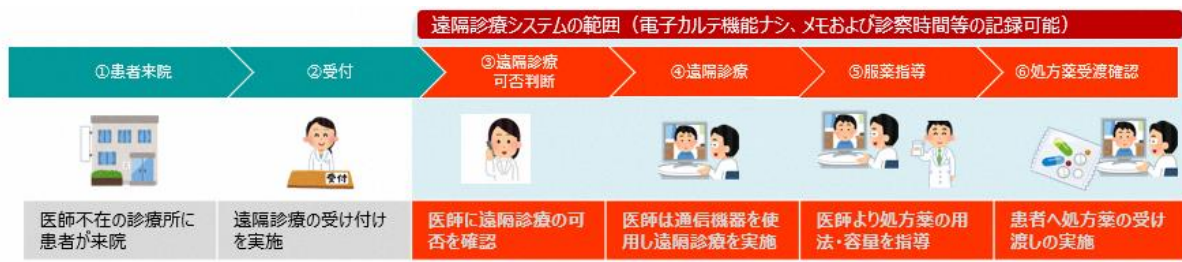 遠隔診療システムの範囲（電子カルテ機能ナシ、メモおよび診察時間等の記録可能）
①患者来院
②受付
③遠隔診療
可否判断
④遠隔診療
⑤服薬指導
⑥処方薬受渡確認
受付
医師不在の診療所に
患者が来院
遠隔診療の受け付け
を実施
医師に遠隔診療の可
否を確認
医師は通信機器を使
用し遠隔診療を実施
医師より処方薬の用
法・容量を指導
患者へ処方薬の受け
渡しの実施